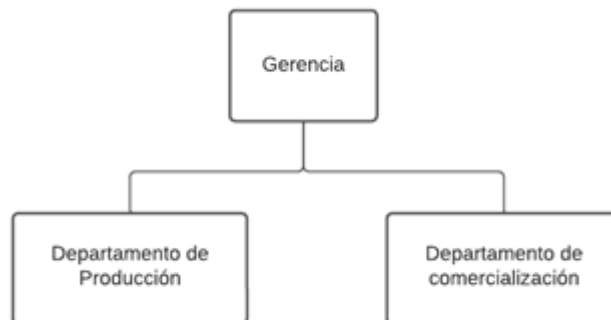 Gerencia
Departamento de
Producción
Departamento de
comercialización